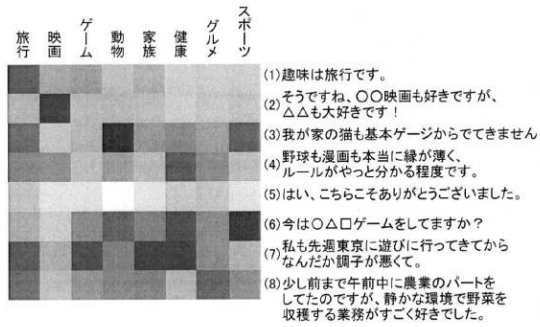 旅行
映画
ゲーム
動物
家族
健康
グルメ
スポーツ
(1)趣味は旅行です。
(2)そうですね、〇〇映画も好きですが、
△△も大好きです！
(3)我が家の猫も基本ゲージからでてきません
(4)野球も漫画も本当に縁が薄く、
ルールがやっと分かる程度です。
(5)はい、こちらこそありがとうございました。
(6)今は〇△□ゲームをしてますか？
(7)私も先週東京に遊びに行ってきてから
なんだか調子が悪くて。
(8)少し前まで午前中に農業のパートを
してたのですが、静かな環境で野菜を
収穫する業務がすごく好きでした。